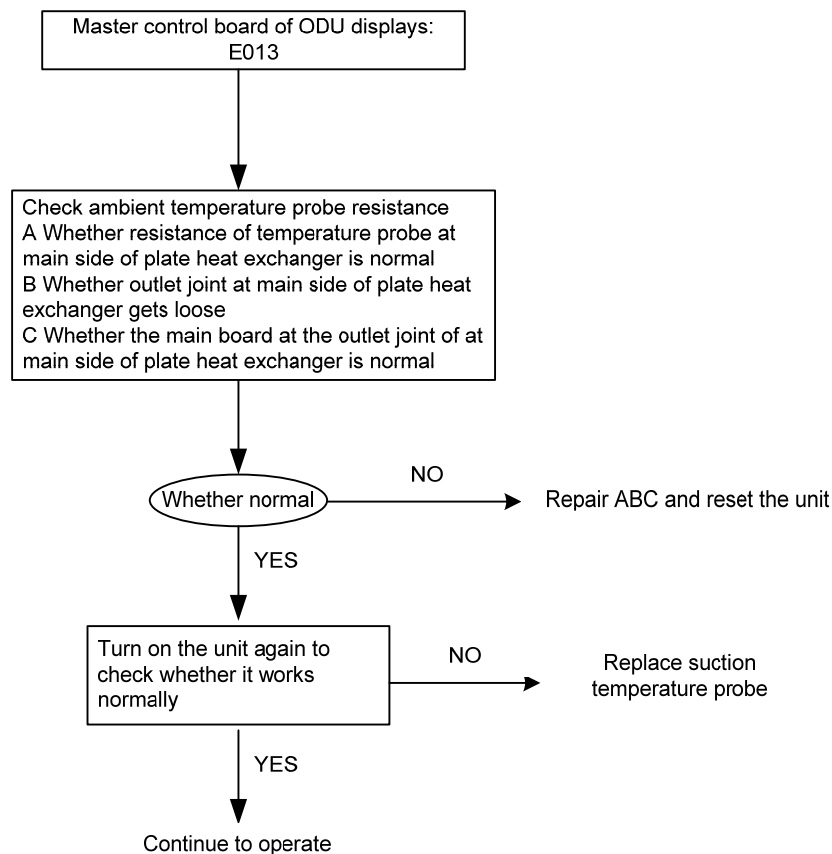 Master control board of ODU displays:
E013
Check ambient temperature probe resistance
A Whether resistance of temperature probe at
main side of plate heat exchanger is normal
B Whether outlet joint at main side of plate heat
exchanger gets loose
C Whether the main board at the outlet joint of at
main side of plate heat exchanger is normal
Whether normal
NO
Repair ABC and reset the unit
YES
Turn on the unit again to
check whether it works
normally
NO
Replace suction
temperature probe
YES
Continue to operate